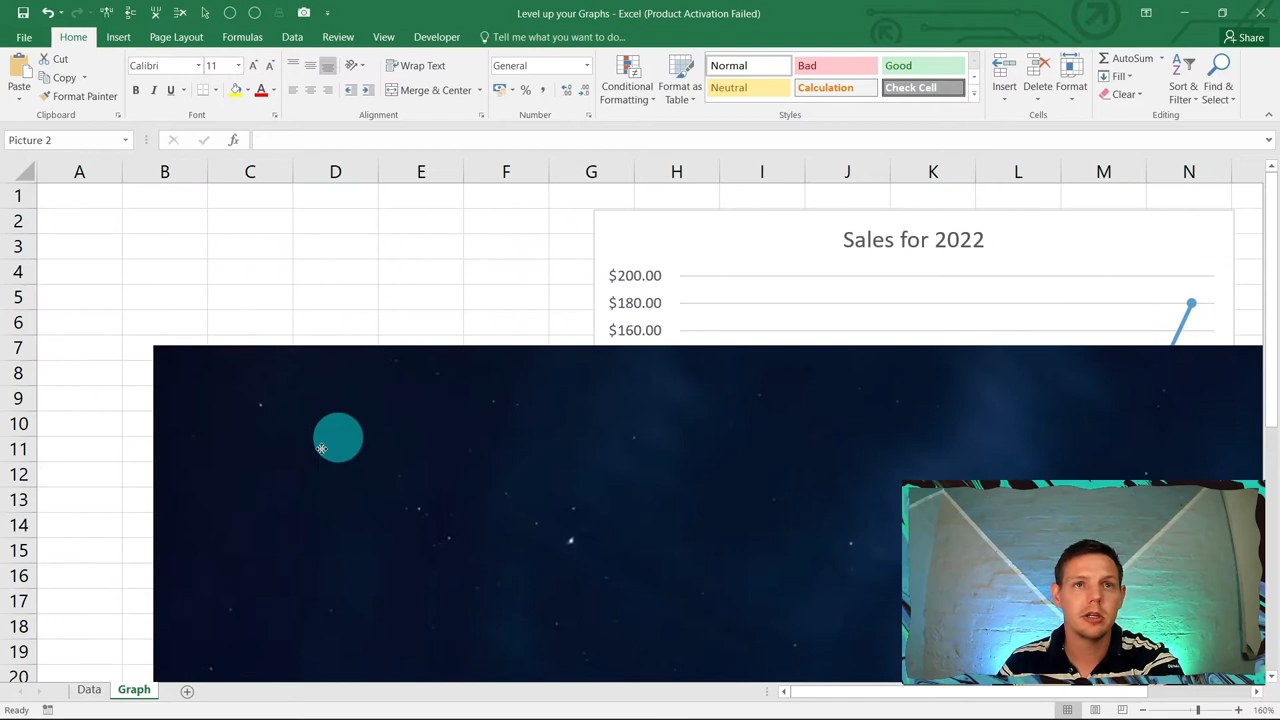 Level up your Graphs - Excel (Product Activation Failed)
File Home Insert Page Layout Formulas Data Review View Developer Tell me what you want to do... Share
Paste
Cut
Copy
Format Painter
Clipboard
Calibri 11
B I U
Font
Wrap Text
Merge & Center
Alignment
General
%
Number
Conditional Formatting
Format as Table
Normal Bad Good
Neutral Calculation Check Cell
Styles
Insert Delete Format
Cells
AutoSum
Fill
Clear
Sort & Filter
Find & Select
Editing
Picture 2 fx
A B C D E F G H I J K L M N
1
2
3
4
5
6
7
8
9
10
11
12
13
14
15
16
17
18
19
20
Sales for 2022
$200.00
$180.00
$160.00
Data Graph
Ready 160%